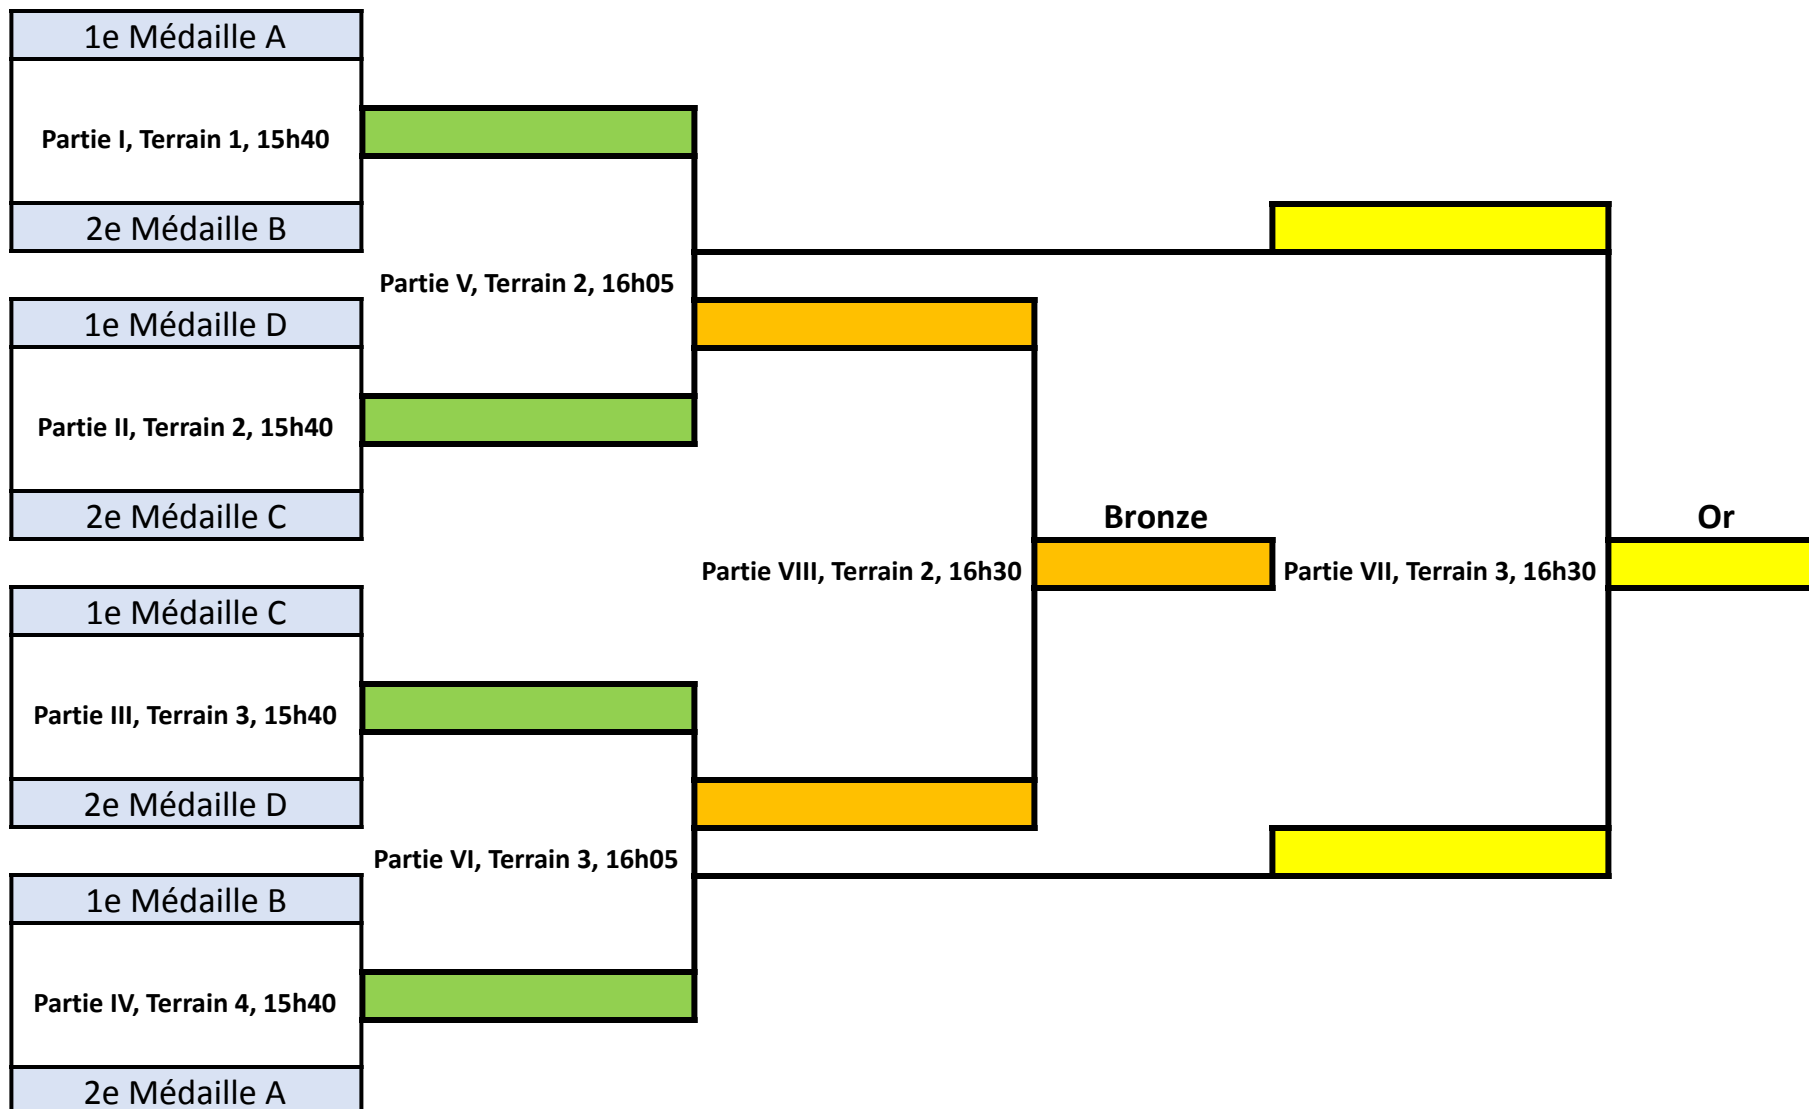 1e Médaille A
Partie I, Terrain 1, 15h40
2e Médaille B
Partie V, Terrain 2, 16h05
1e Médaille D
Partie II, Terrain 2, 15h40
2e Médaille C
Bronze
Or
Partie VIII, Terrain 2, 16h30
Partie VII, Terrain 3, 16h30
1e Médaille C
Partie III, Terrain 3, 15h40
2e Médaille D
Partie VI, Terrain 3, 16h05
1e Médaille B
Partie IV, Terrain 4, 15h40
2e Médaille A